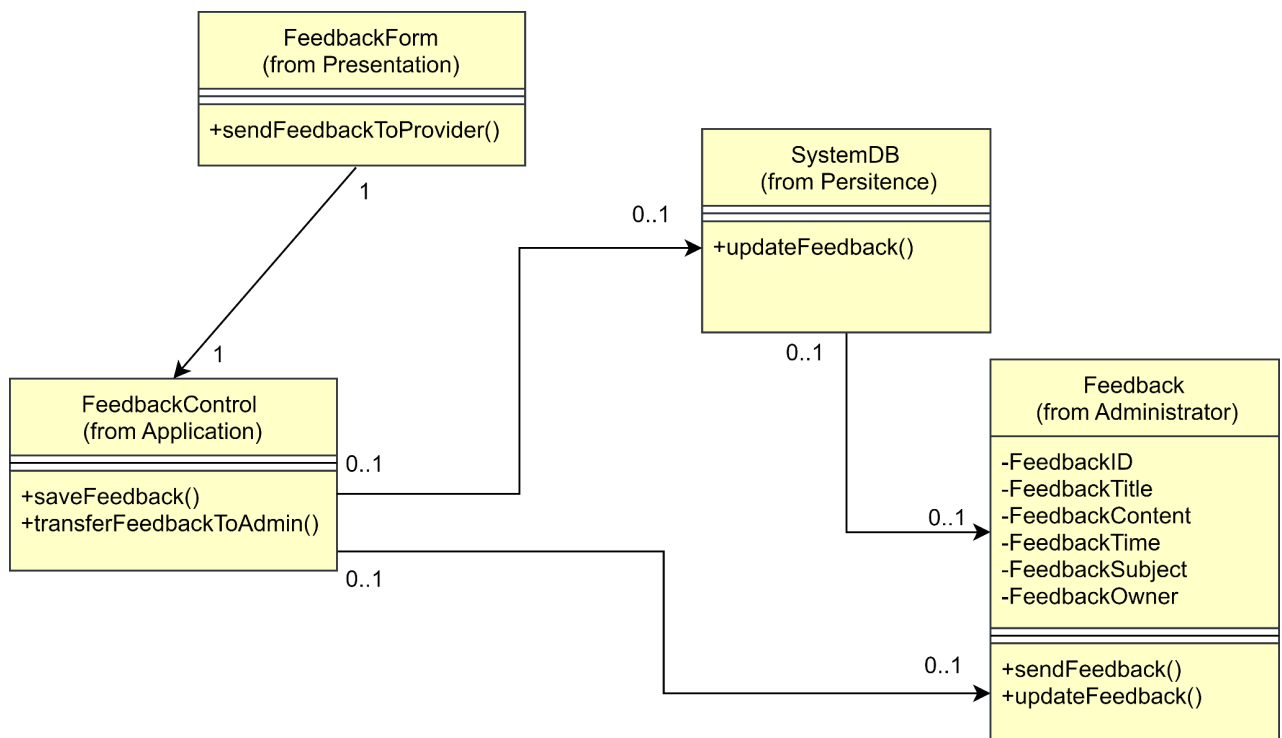 FeedbackForm
(from Presentation)
+sendFeedbackToProvider()
1
1
FeedbackControl
(from Application)
+saveFeedback()
+transferFeedbackToAdmin()
0..1
0..1
0..1
SystemDB
(from Persitence)
+updateFeedback()
0..1
0..1
0..1
Feedback
(from Administrator)
-FeedbackID
-FeedbackTitle
-FeedbackContent
-FeedbackTime
-FeedbackSubject
-FeedbackOwner
+sendFeedback()
+updateFeedback()